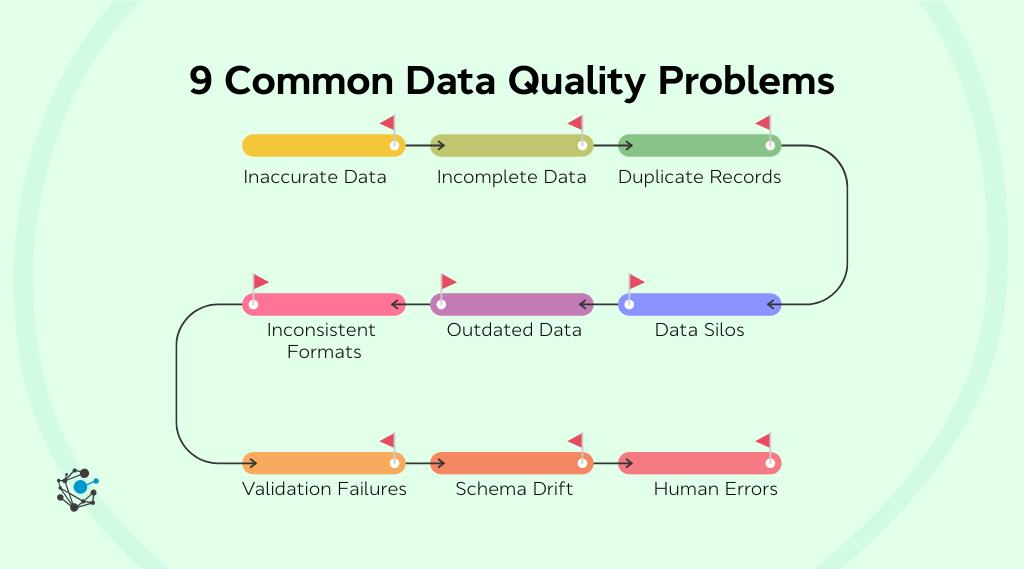 9 Common Data Quality Problems
Inaccurate Data
Incomplete Data
Duplicate Records
Inconsistent
Formats
Outdated Data
Data Silos
Validation Failures
Schema Drift
Human Errors